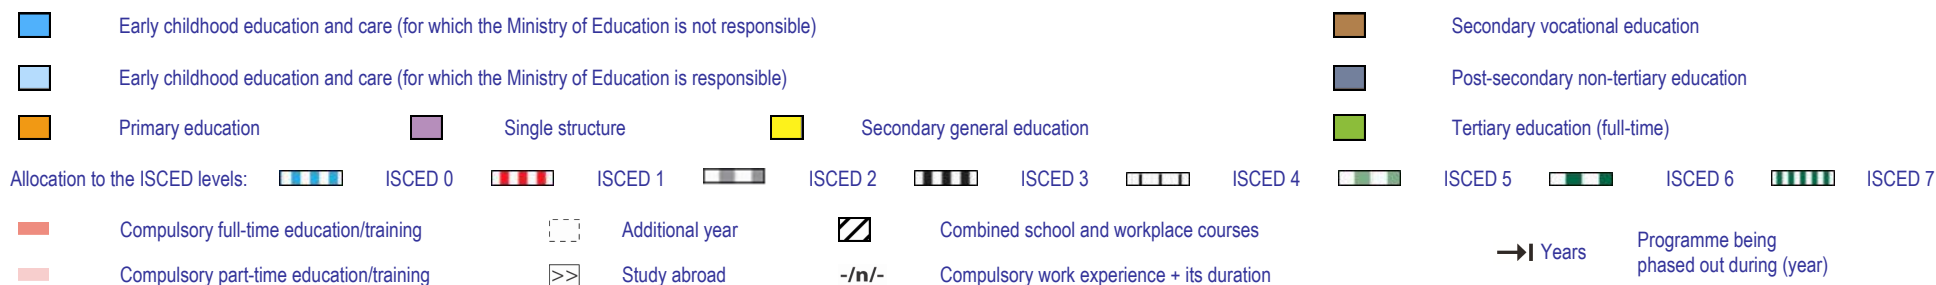 Early childhood education and care (for which the Ministry of Education is not responsible) Secondary vocational education
Early childhood education and care (for which the Ministry of Education is responsible) Post-secondary non-tertiary education
Primary education Single structure Secondary general education Tertiary education (full-time)
Allocation to the ISCED levels: ISCED 0 ISCED 1 ISCED 2 ISCED 3 ISCED 4 ISCED 5 ISCED 6 ISCED 7
Compulsory full-time education/training Additional year Combined school and workplace courses
Years Programme being
phased out during (year)
Compulsory part-time education/training >> Study abroad -/n/- Compulsory work experience + its duration